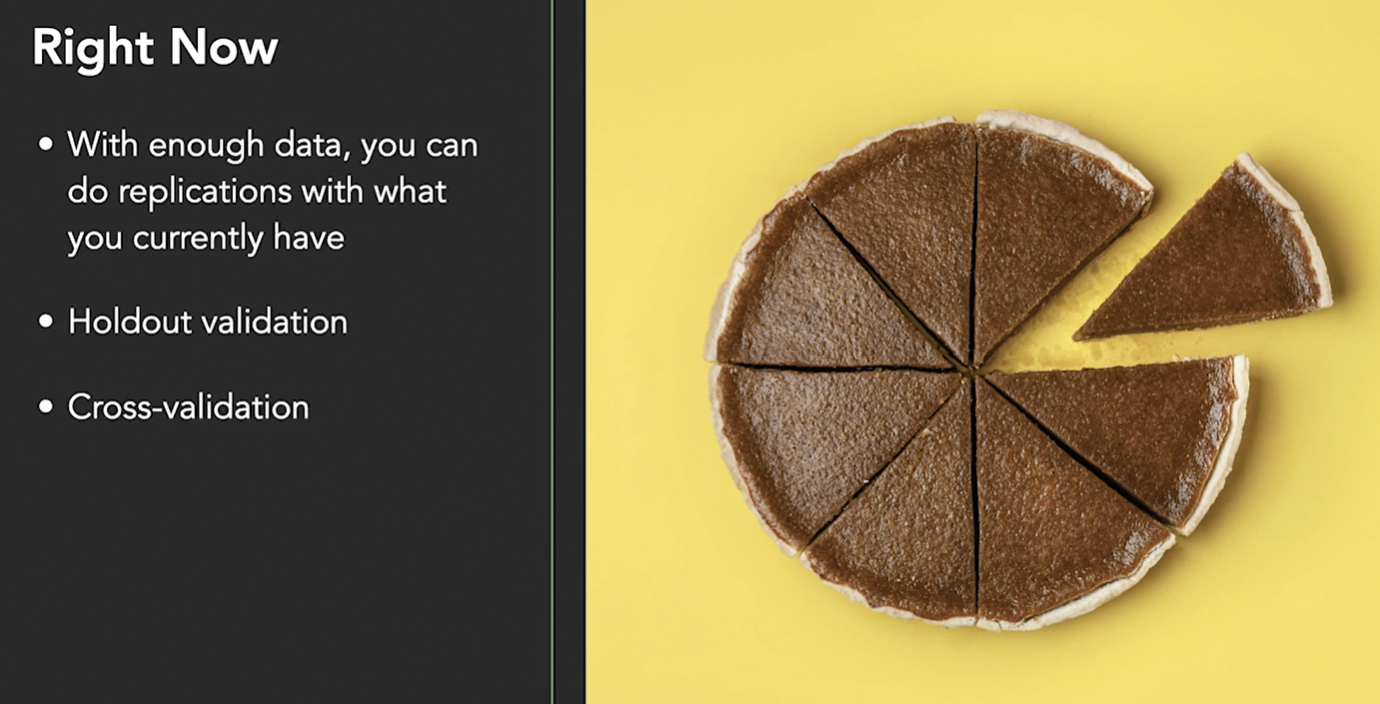 Right Now
• With enough data, you can
do replications with what
you currently have
• Holdout validation
• Cross-validation